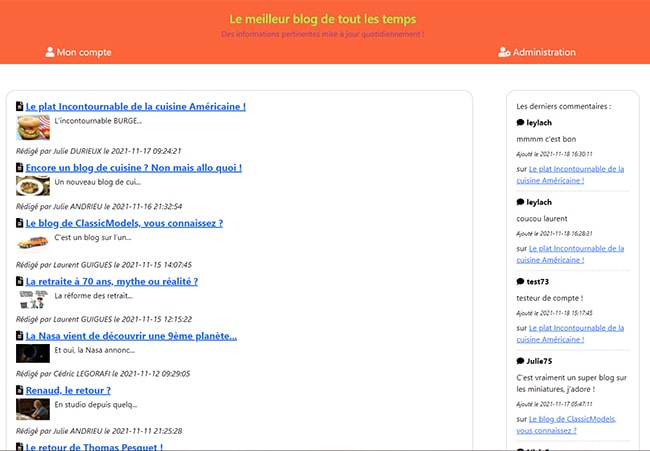 Le meilleur blog de tout les temps
Des informations pertinentes mise à jour quotidiennement !
Mon compte
Administration
Le plat Incontournable de la cuisine Américaine !
L'incontournable BURGE...
Rédigé par Julie DURIEUX le 2021-11-17 09:24:21
Encore un blog de cuisine ? Non mais allo quoi !
Un nouveau blog de cui...
Rédigé par Julie ANDRIEU le 2021-11-16 21:32:54
Le blog de ClassicModels, vous connaissez ?
C'est un blog sur l'un...
Rédigé par Laurent GUIGUES le 2021-11-15 14:07:45
La retraite à 70 ans, mythe ou réalité ?
La réforme des retrait...
Rédigé par Laurent GUIGUES le 2021-11-15 12:15:22
La Nasa vient de découvrir une 9ème planète...
Et oui, la Nasa annonc...
Rédigé par Cédric LEGORAFI le 2021-11-12 09:29:05
Renaud, le retour ?
En studio depuis quelq...
Rédigé par Julie ANDRIEU le 2021-11-11 21:25:28
Le retour de Thomas Pesquet !
Les derniers commentaires :
leylach
mmmm c'est bon
Ajouté le 2021-11-18 16:30:11
sur Le plat Incontournable de la
cuisine Américaine !
leylach
coucou laurent
Ajouté le 2021-11-18 16:28:31
sur Le plat Incontournable de la
cuisine Américaine !
test73
testeur de compte !
Ajouté le 2021-11-18 15:17:45
sur Le plat Incontournable de la
cuisine Américaine !
Julie75
C'est vraiment un super blog sur
les miniatures, j'adore !
Ajouté le 2021-11-17 05:47:11
sur Le blog de ClassicModels,
vous connaissez ?